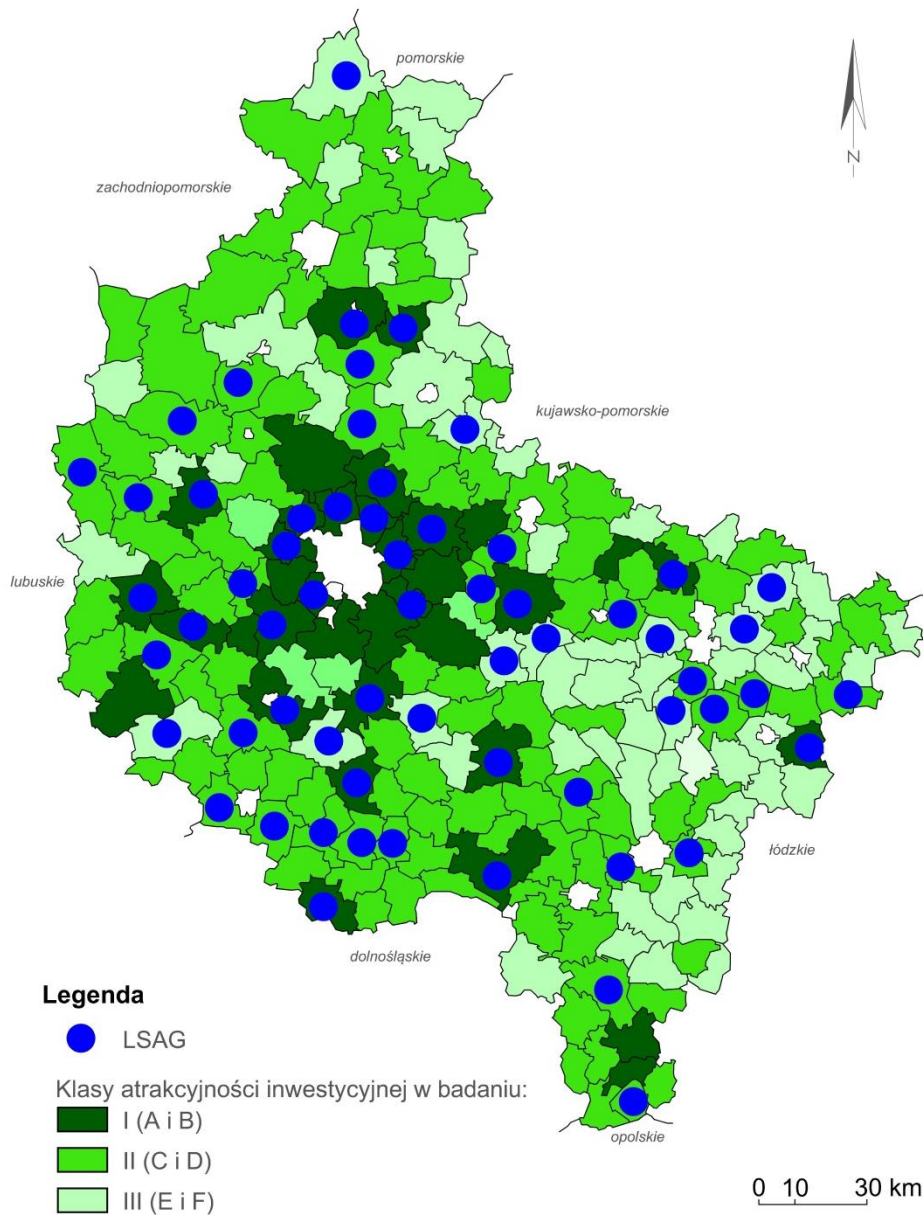 pomorskie
N
zachodniopomorskie
kujawsko-pomorskie
lubuskie
łódzkie
dolnośląskie
Legenda
LSAG
Klasy atrakcyjności inwestycyjnej w badaniu:
I (A i B)
II (C i D)
III (E i F)
opolskie
0 10 30 km